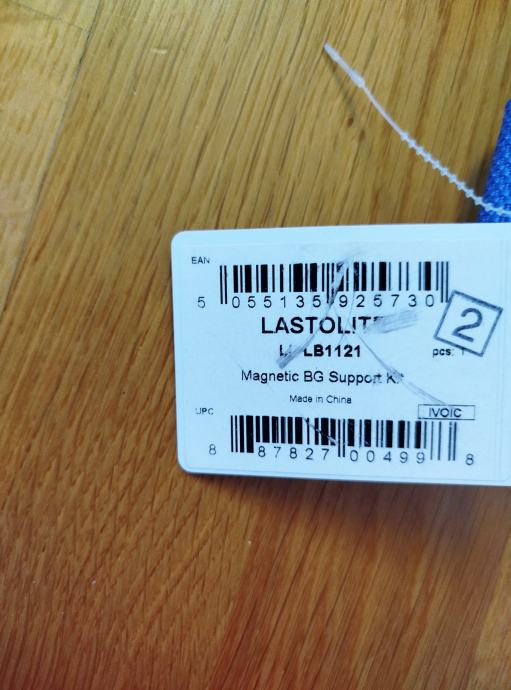 EAN
5 055135 925730
LASTOLITE
2
LB1121
pcs: 1
Magnetic BG Support Kit
Made in China
UPC
IVOIC
8 87827 00499 8